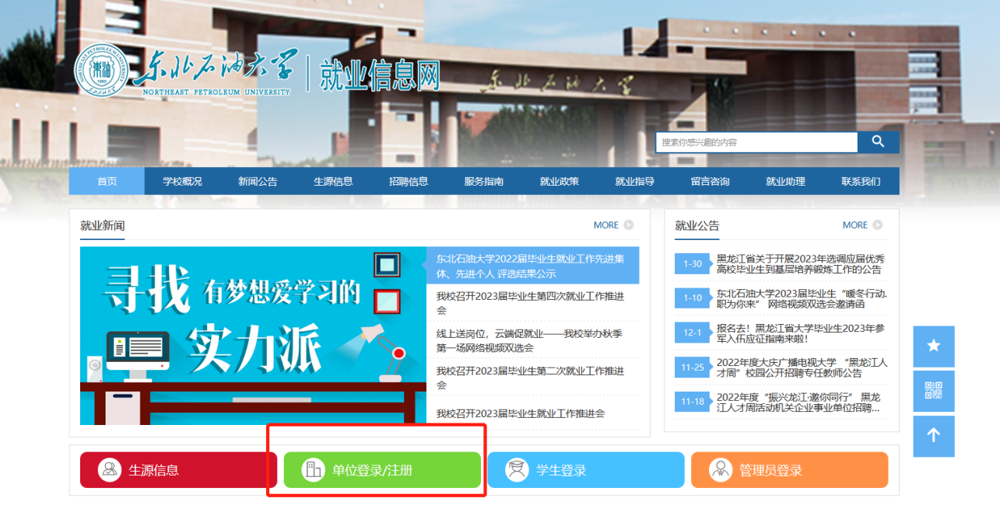 东北石油大学
NORTHEAST PETROLEUM UNIVERSITY
就业信息网
东北石油大学
搜索你感兴趣的内容
首页 学校概况 新闻公告 生源信息 招聘信息 服务指南 就业政策 就业指导 留言咨询 就业助理 联系我们
就业新闻
MORE
寻找 有梦想爱学习的
实力派
东北石油大学2022届毕业生就业工作先进集
体、先进个人 评选结果公示
我校召开2023届毕业生第四次就业工作推进
会
线上送岗位，云端促就业——我校举办秋季
第一场网络视频双选会
我校召开2023届毕业生第二次就业工作推进
会
我校召开2023届毕业生就业工作推进会
就业公告
MORE
1-30
黑龙江省关于开展2023年选调应届优秀
高校毕业生到基层培养锻炼工作的公告
1-10
东北石油大学2023届毕业生“暖冬行动.
职为你来” 网络视频双选会邀请函
12-1
报名去！黑龙江省大学毕业生2023年参
军入伍应征指南来啦!
11-25
2022年度大庆广播电视大学 “黑龙江人
才周”校园公开招聘专任教师公告
11-18
2022年度“振兴龙江·邀你同行” 黑龙
江人才周活动机关企业事业单位招聘...
生源信息
单位登录/注册
学生登录
管理员登录